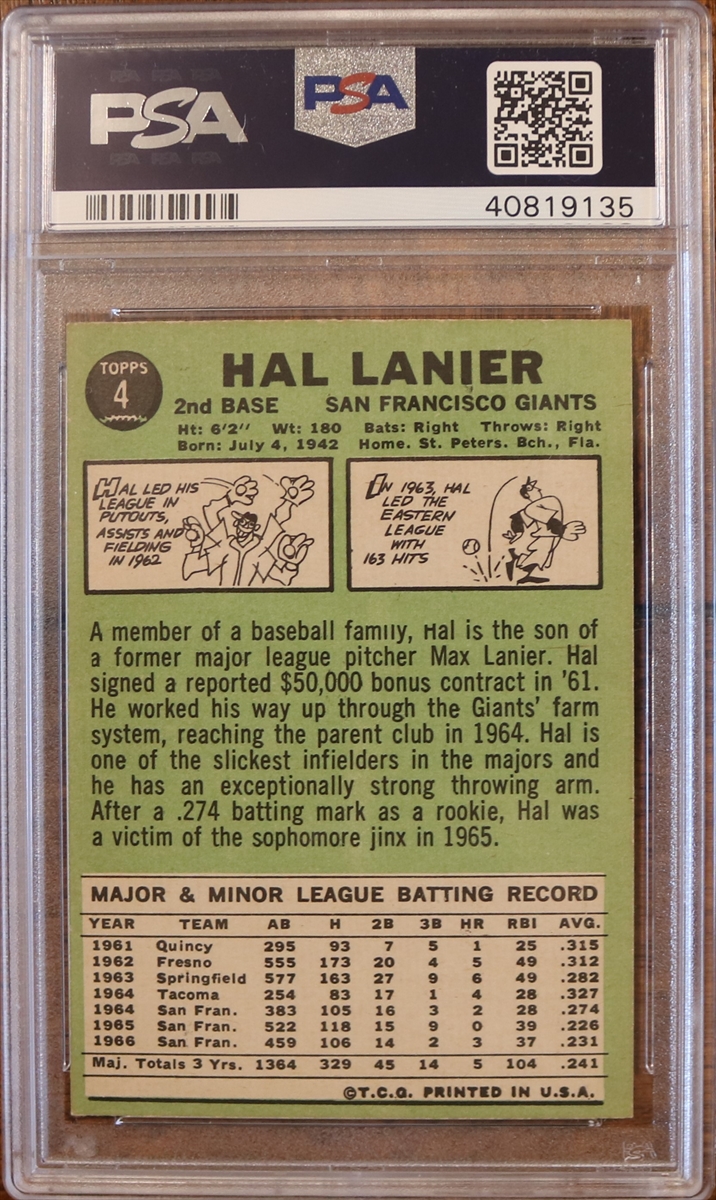 PSA
PSA
40819135
TOPPS
4
HAL LANIER
2nd BASE SAN FRANCISCO GIANTS
Ht: 6'2" Wt: 180 Bats: Right Throws: Right
Born: July 4, 1942 Home. St. Peters. Bch., Fla.
HAL LED HIS
LEAGUE IN
PUTOUTS,
ASSISTS AND
FIELDING
IN 1962
IN 1963, HAL
LED THE
EASTERN
LEAGUE
WITH
163 HITS
A member of a baseball family, Hal is the son of
a former major league pitcher Max Lanier. Hal
signed a reported $50,000 bonus contract in '61.
He worked his way up through the Giants' farm
system, reaching the parent club in 1964. Hal is
one of the slickest infielders in the majors and
he has an exceptionally strong throwing arm.
After a .274 batting mark as a rookie, Hal was
a victim of the sophomore jinx in 1965.
MAJOR & MINOR LEAGUE BATTING RECORD
YEAR TEAM AB H 2B 3B HR RBI AVG.
1961 Quincy 295 93 7 5 1 25 .315
1962 Fresno 555 173 20 4 5 49 .312
1963 Springfield 577 163 27 9 6 49 .282
1964 Tacoma 254 83 17 1 4 28 .327
1964 San Fran. 383 105 16 3 2 28 .274
1965 San Fran. 522 118 15 9 0 39 .226
1966 San Fran. 459 106 14 2 3 37 .231
Maj. Totals 3 Yrs. 1364 329 45 14 5 104 .241
©T.C.G. PRINTED IN U.S.A.